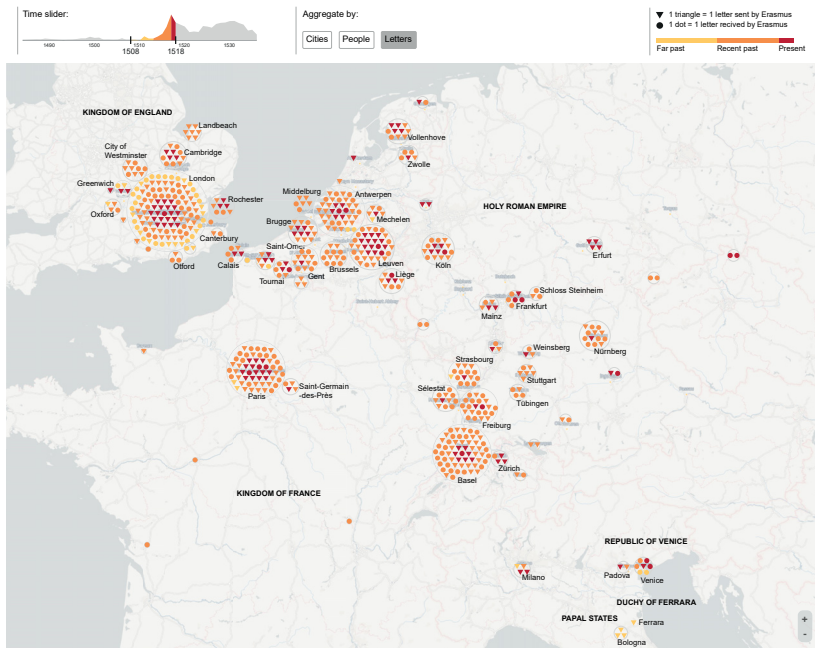 Time slider:
1490
1500
1510
1520
1530
1508
1518
Aggregate by:
Cities
People
Letters
1 triangle = 1 letter sent by Erasmus
1 dot = 1 letter recived by Erasmus
Far past
Recent past
Present
KINGDOM OF ENGLAND
Landbeach
City of
Westminster
Cambridge
Vollenhove
Zwolle
Greenwich
London
Middelburg
Antwerpen
Rochester
Oxford
Mechelen
HOLY ROMAN EMPIRE
Brugge
Canterbury
Saint-Om
Otford
Calais
Tournai
Gent
Brussels
Leuven
Liège
Köln
Erfurt
Schloss Steinheim
Mainz
Frankfurt
Nürnberg
Strasbourg
Weinsberg
Paris
Saint-Germain
-des-Près
Sélestat
Stuttgart
Tübingen
Freiburg
Basel
Zürich
KINGDOM OF FRANCE
REPUBLIC OF VENICE
Milano
Padova
Venice
DUCHY OF FERRARA
PAPAL STATES
Ferrara
Bologna
+
-